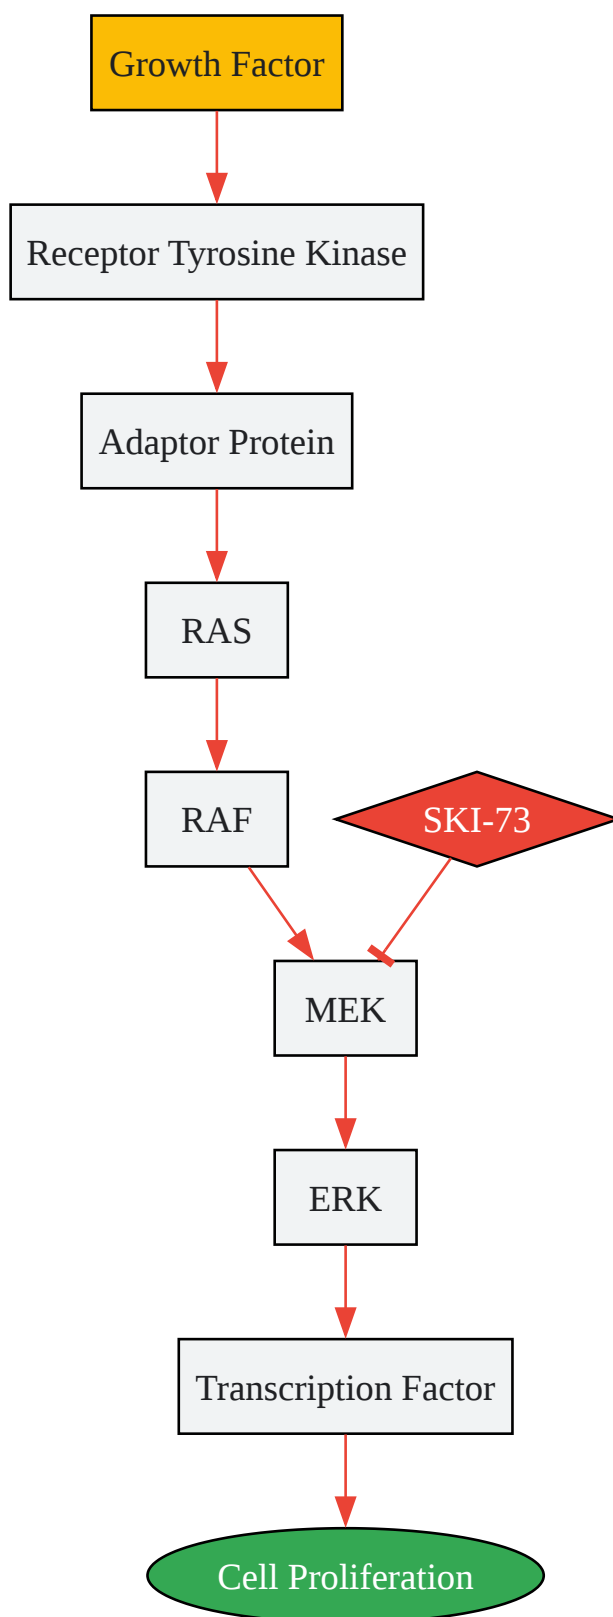 Growth Factor
Receptor Tyrosine Kinase
Adaptor Protein
RAS
RAF
SKI-73
MEK
ERK
Transcription Factor
Cell Proliferation